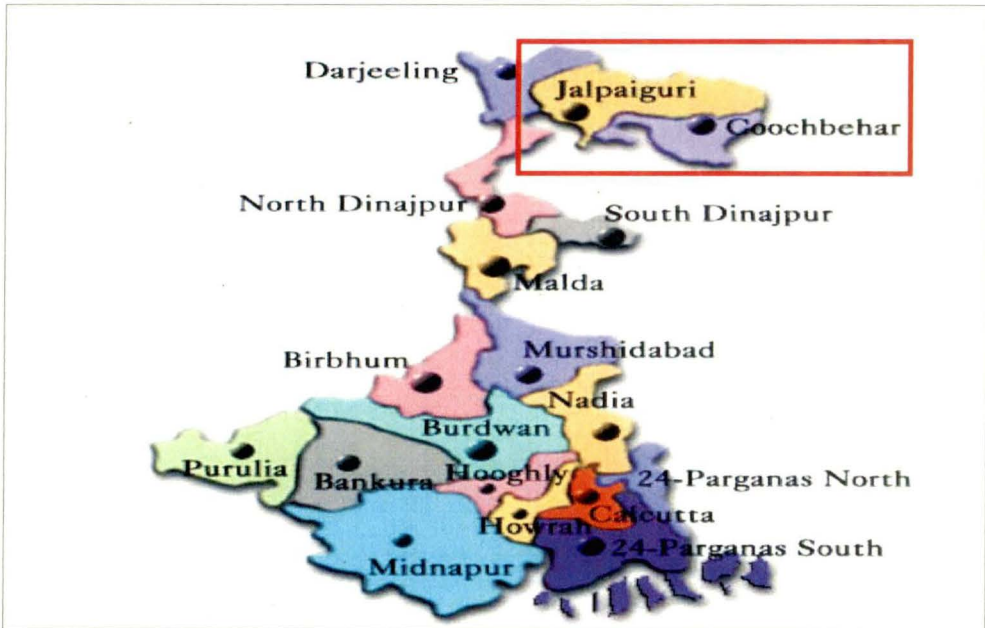 Darjeeling
Jalpaiguri
Coochbehar
North Dinajpur
South Dinajpur
Malda
Birbhum
Murshidabad
Nadia
Burdwan
Purulia
Bankura
Hooghly
24-Parganas North
Howrah
Calcutta
24-Parganas South
Midnapur